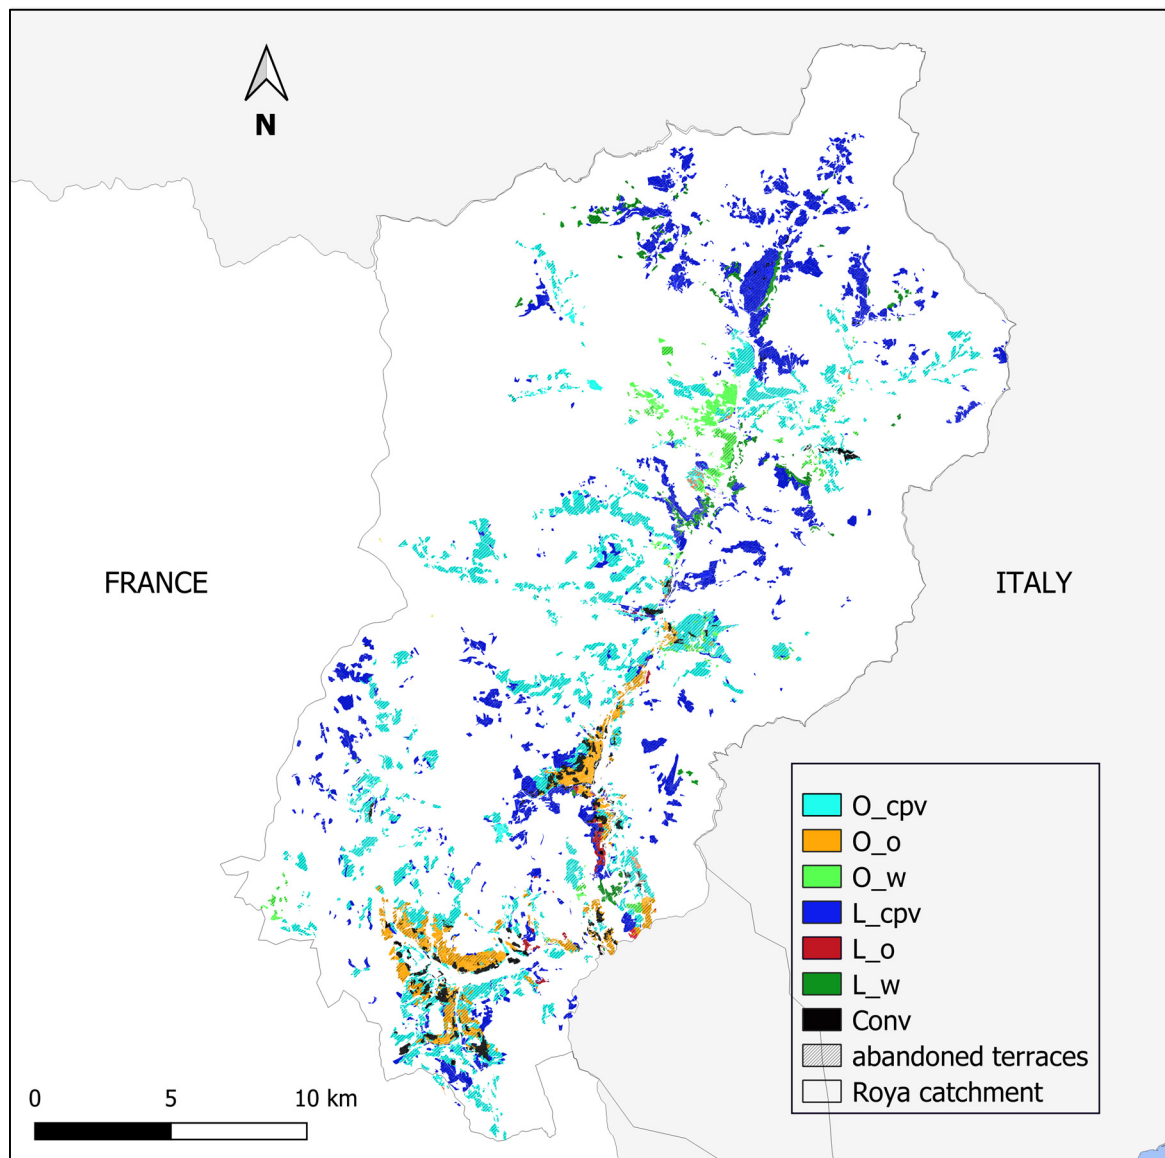 N
FRANCE
ITALY
O_cpv
O_o
O_w
L_cpv
L_o
L_w
Conv
abandoned terraces
Roya catchment
0 5 10 km